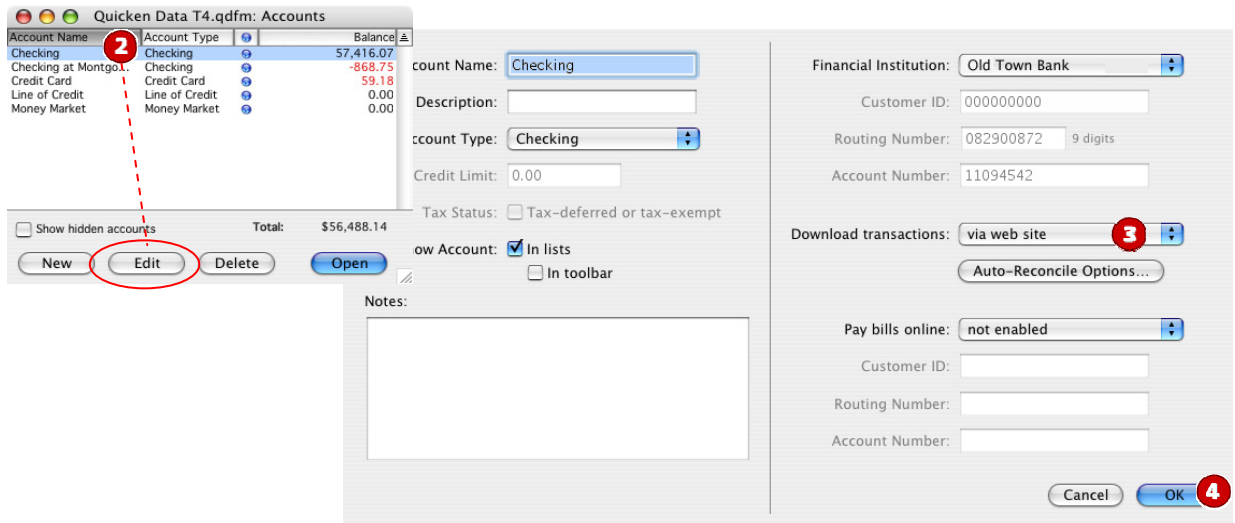 Quicken Data T4.qdfm: Accounts
Account Name Account Type Balance
Checking Checking 57,416.07
Checking at Montgo... Checking -868.75
Credit Card Credit Card 59.18
Line of Credit Line of Credit 0.00
Money Market Money Market 0.00
2
Show hidden accounts Total: $56,488.14
New Edit Delete Open
count Name: Checking
Description:
ccount Type: Checking
Credit Limit: 0.00
Tax Status: Tax-deferred or tax-exempt
ow Account: In lists
In toolbar
Notes:
Financial Institution: Old Town Bank
Customer ID: 000000000
Routing Number: 082900872 9 digits
Account Number: 11094542
Download transactions: via web site 3
Auto-Reconcile Options...
Pay bills online: not enabled
Customer ID:
Routing Number:
Account Number:
Cancel OK 4